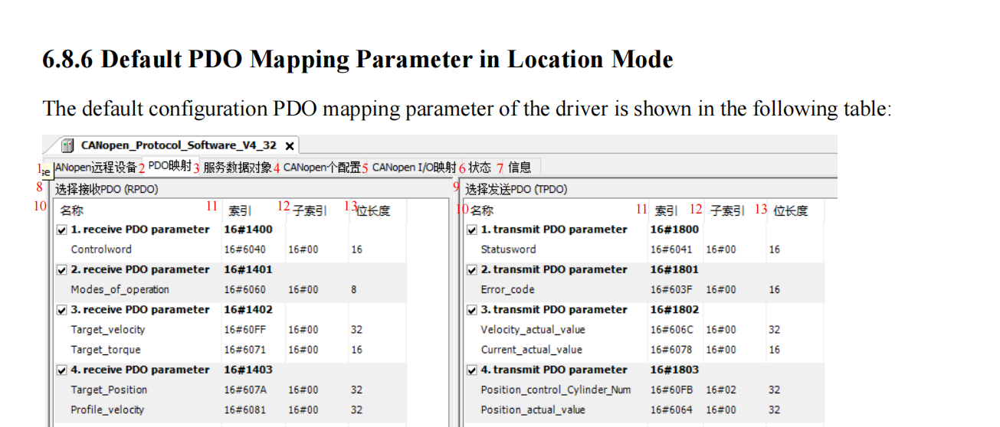 6.8.6 Default PDO Mapping Parameter in Location Mode
The default configuration PDO mapping parameter of the driver is shown in the following table:
CANopen_Protocol_Software_V4_32 x
1 ANopen远程设备 2 PDO映射 3 服务数据对象 4 CANopen个配置 5 CANopen I/O映射 6 状态 7 信息
8 选择接收PDO (RPDO) 9 选择发送PDO (TPDO)
10 名称 11 索引 12 子索引 13 位长度 10 名称 11 索引 12 子索引 13 位长度
1. receive PDO parameter 16#1400 1. transmit PDO parameter 16#1800
Controlword 16#6040 16#00 16 Statusword 16#6041 16#00 16
2. receive PDO parameter 16#1401 2. transmit PDO parameter 16#1801
Modes_of_operation 16#6060 16#00 8 Error_code 16#603F 16#00 16
3. receive PDO parameter 16#1402 3. transmit PDO parameter 16#1802
Target_velocity 16#60FF 16#00 32 Velocity_actual_value 16#606C 16#00 32
Target_torque 16#6071 16#00 16 Current_actual_value 16#6078 16#00 16
4. receive PDO parameter 16#1403 4. transmit PDO parameter 16#1803
Target_Position 16#607A 16#00 32 Position_control_Cylinder_Num 16#60FB 16#02 32
Profile_velocity 16#6081 16#00 32 Position_actual_value 16#6064 16#00 32